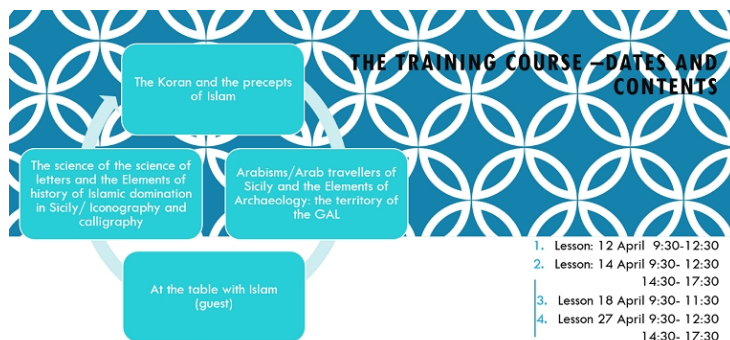 THE TRAINING COURSE –DATES AND
CONTENTS
The Koran and the precepts
of Islam
Arabisms/Arab travellers of
Sicily and the Elements of
Archaeology: the territory
of the GAL
At the table with Islam
(guest)
The science of the science of
letters and the Elements of
history of Islamic domination
in Sicily/ Iconography and
calligraphy
1. Lesson: 12 April 9:30-12:30
2. Lesson: 14 April 9:30- 12:30
14:30- 17:30
3. Lesson 18 April 9:30- 11:30
4. Lesson 27 April 9:30- 12:30
14:30- 17:30